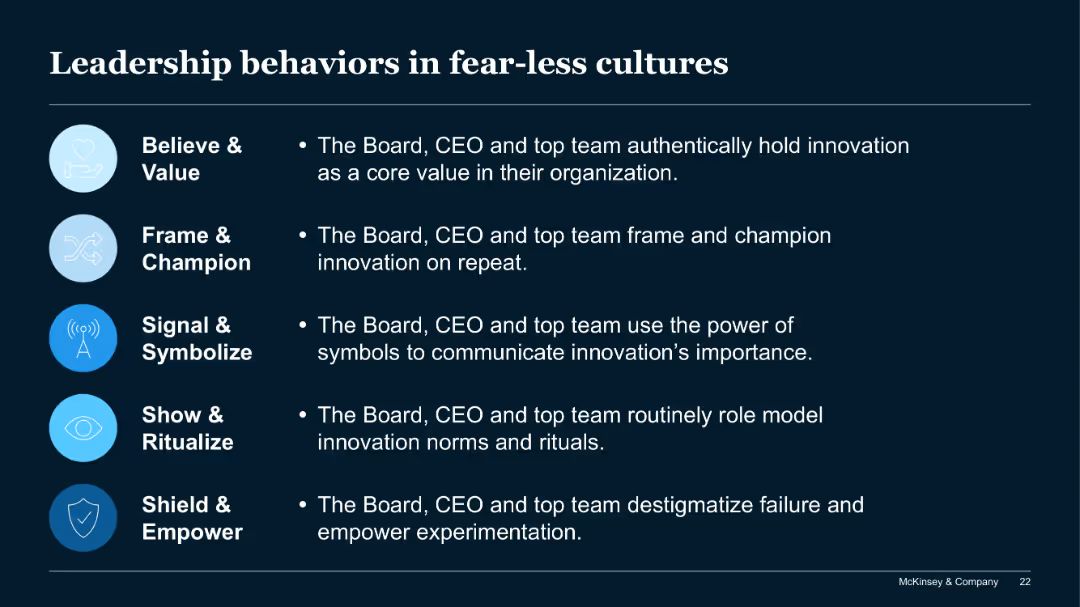 Leadership behaviors in fear-less cultures
Believe &
Value
• The Board, CEO and top team authentically hold innovation
as a core value in their organization.
Frame &
Champion
• The Board, CEO and top team frame and champion
innovation on repeat.
Signal &
Symbolize
• The Board, CEO and top team use the power of
symbols to communicate innovation’s importance.
Show &
Ritualize
• The Board, CEO and top team routinely role model
innovation norms and rituals.
Shield &
Empower
• The Board, CEO and top team destigmatize failure and
empower experimentation.
McKinsey & Company 22